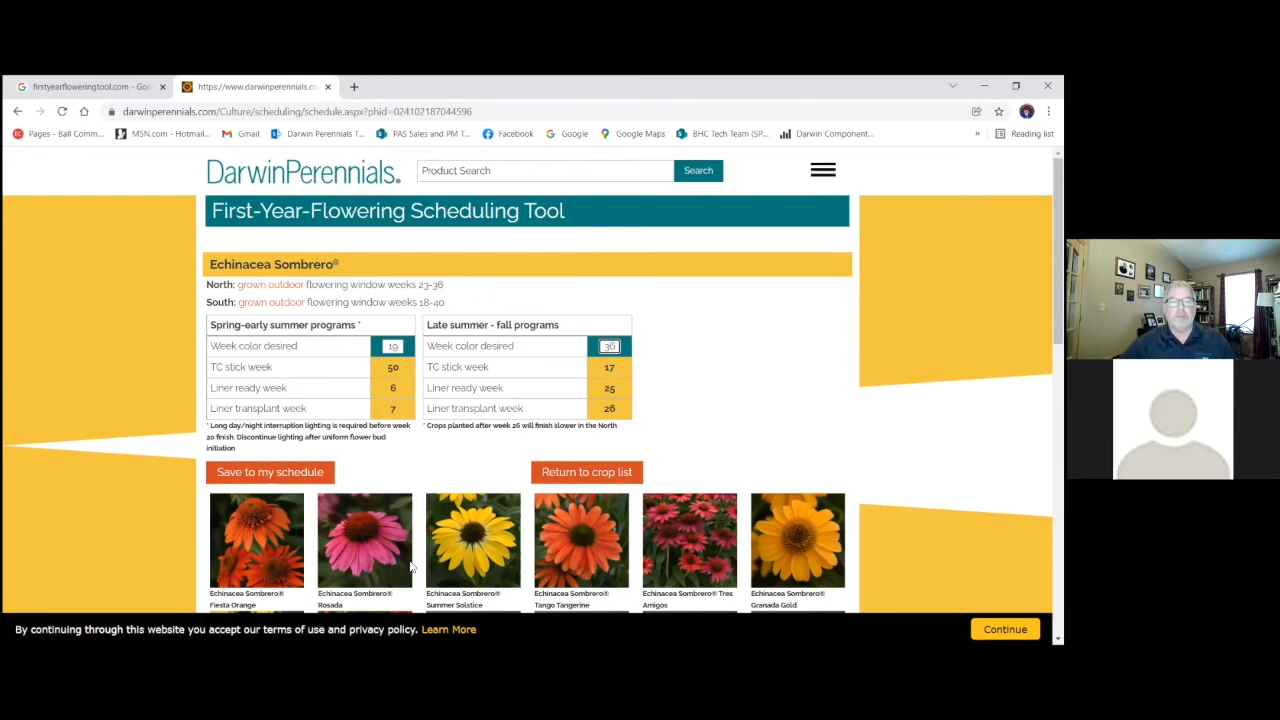 firstyearfloweringtool.com - Goo
https://www.darwinperennials.co
darwinperennials.com/Culture/scheduling/schedule.aspx?phid=024102187044596
Pages - Ball Comm... MSN.com - Hotmail... Gmail Darwin Perennials T... PAS Sales and PM T... Facebook Google Google Maps BHC Tech Team (SP... Darwin Component... » Reading list
DarwinPerennials®
Product Search
Search
First-Year-Flowering Scheduling Tool
Echinacea Sombrero®
North: grown outdoor flowering window weeks 23-36
South: grown outdoor flowering window weeks 18-40
Spring-early summer programs *
Week color desired 19
TC stick week 50
Liner ready week 6
Liner transplant week 7
* Long day/night interruption lighting is required before week
20 finish. Discontinue lighting after uniform flower bud
initiation
Late summer - fall programs
Week color desired 36
TC stick week 17
Liner ready week 25
Liner transplant week 26
* Crops planted after week 26 will finish slower in the North
Save to my schedule
Return to crop list
Echinacea Sombrero®
Fiesta Orange
Echinacea Sombrero®
Rosada
Echinacea Sombrero®
Summer Solstice
Echinacea Sombrero®
Tango Tangerine
Echinacea Sombrero® Tres
Amigos
Echinacea Sombrero®
Granada Gold
By continuing through this website you accept our terms of use and privacy policy. Learn More
Continue